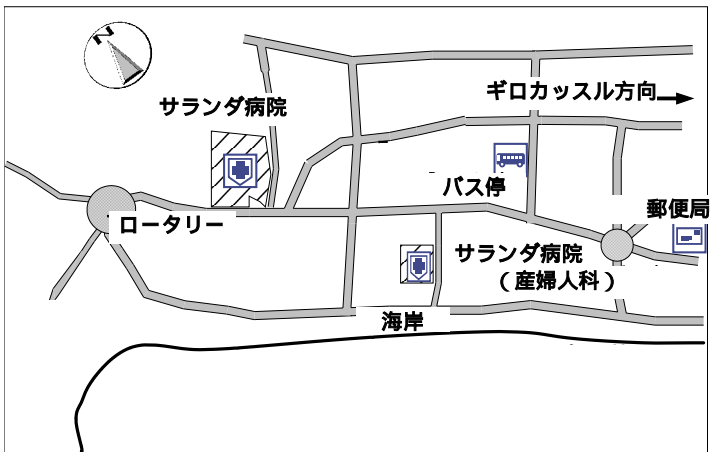 N
サランダ病院
ギロカッスル方向
バス停
ロータリー
郵便局
サランダ病院
（産婦人科）
海岸